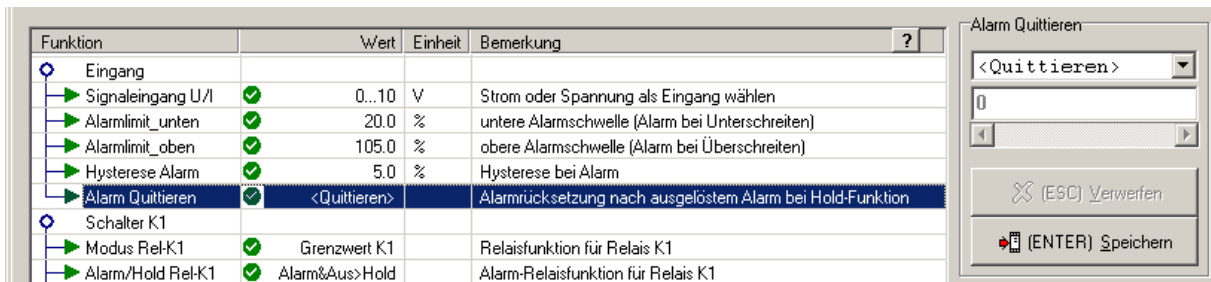 Funktion Wert Einheit Bemerkung ?
Eingang
Signaleingang U/I 0...10 V Strom oder Spannung als Eingang wählen
Alarmlimit_unten 20.0 % untere Alarmschwelle (Alarm bei Unterschreiten)
Alarmlimit_oben 105.0 % obere Alarmschwelle (Alarm bei Überschreiten)
Hysterese Alarm 5.0 % Hysterese bei Alarm
Alarm Quittieren <Quittieren> Alarmrücksetzung nach ausgelöstem Alarm bei Hold-Funktion
Schalter K1
Modus Rel-K1 Grenzwert K1 Relaisfunktion für Relais K1
Alarm/Hold Rel-K1 Alarm&Aus>Hold Alarm-Relaisfunktion für Relais K1
Alarm Quittieren
<Quittieren>
0
(ESC) Verwerfen
(ENTER) Speichern